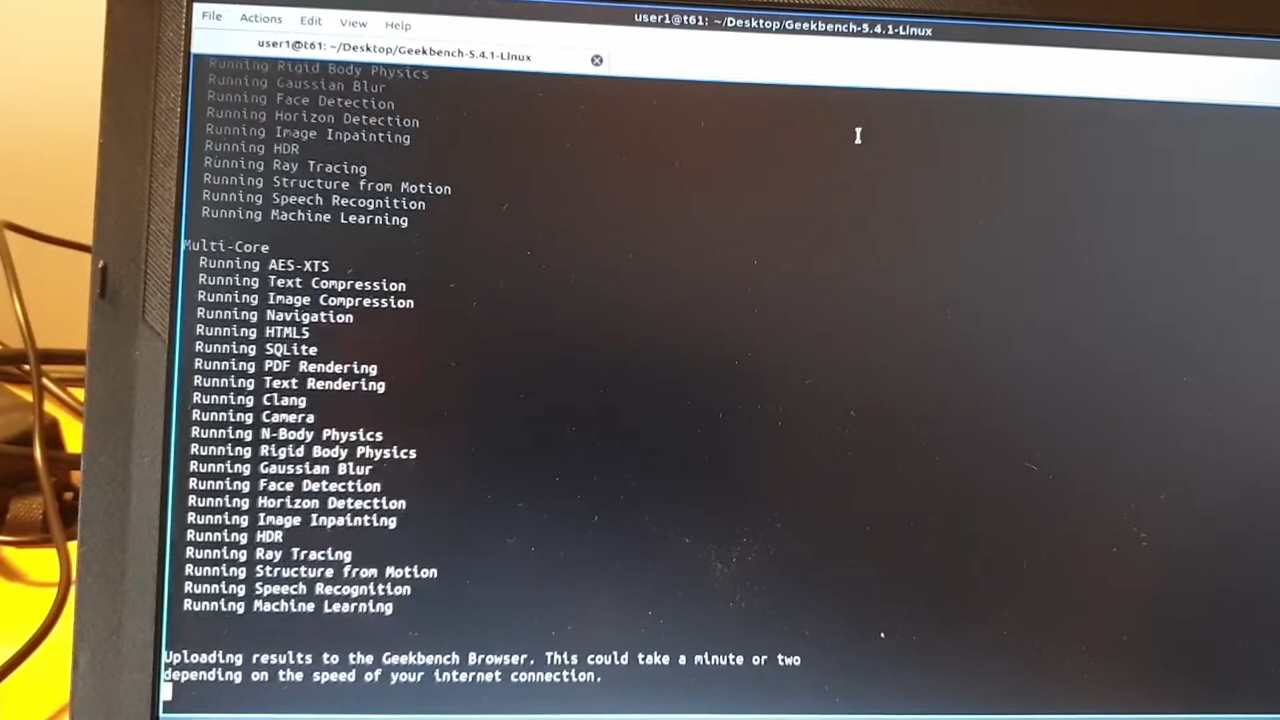 user1@t61: ~/Desktop/Geekbench-5.4.1-Linux
File Actions Edit View Help
user1@t61: ~/Desktop/Geekbench-5.4.1-Linux
Running Rigid Body Physics
Running Gaussian Blur
Running Face Detection
Running Horizon Detection
Running Image Inpainting
Running HDR
Running Ray Tracing
Running Structure from Motion
Running Speech Recognition
Running Machine Learning
Multi-Core
Running AES-XTS
Running Text Compression
Running Image Compression
Running Navigation
Running HTML5
Running SQLite
Running PDF Rendering
Running Text Rendering
Running Clang
Running Camera
Running N-Body Physics
Running Rigid Body Physics
Running Gaussian Blur
Running Face Detection
Running Horizon Detection
Running Image Inpainting
Running HDR
Running Ray Tracing
Running Structure from Motion
Running Speech Recognition
Running Machine Learning
Uploading results to the Geekbench Browser. This could take a minute or two
depending on the speed of your internet connection.